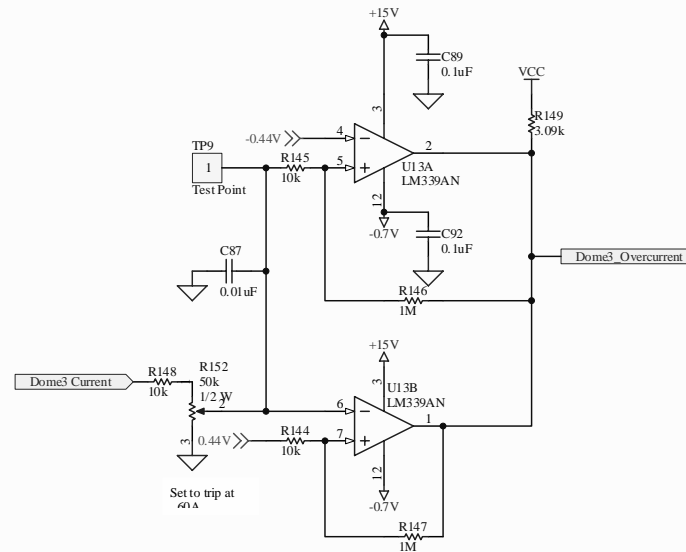 +15V
C89
0.1uF
VCC
3
R149
3.09k
-0.44V
4
2
TP9
1
Test Point
R145
10k
5
U13A
LM339AN
12
-0.7V
C92
0.1uF
Dome3_Overcurrent
C87
0.01uF
R146
1M
+15V
3
U13B
LM339AN
Dome3 Current
R148
10k
R152
50k
1/2 W
2
3
6
1
0.44V
R144
10k
7
12
-0.7V
Set to trip at
60A
R147
1M